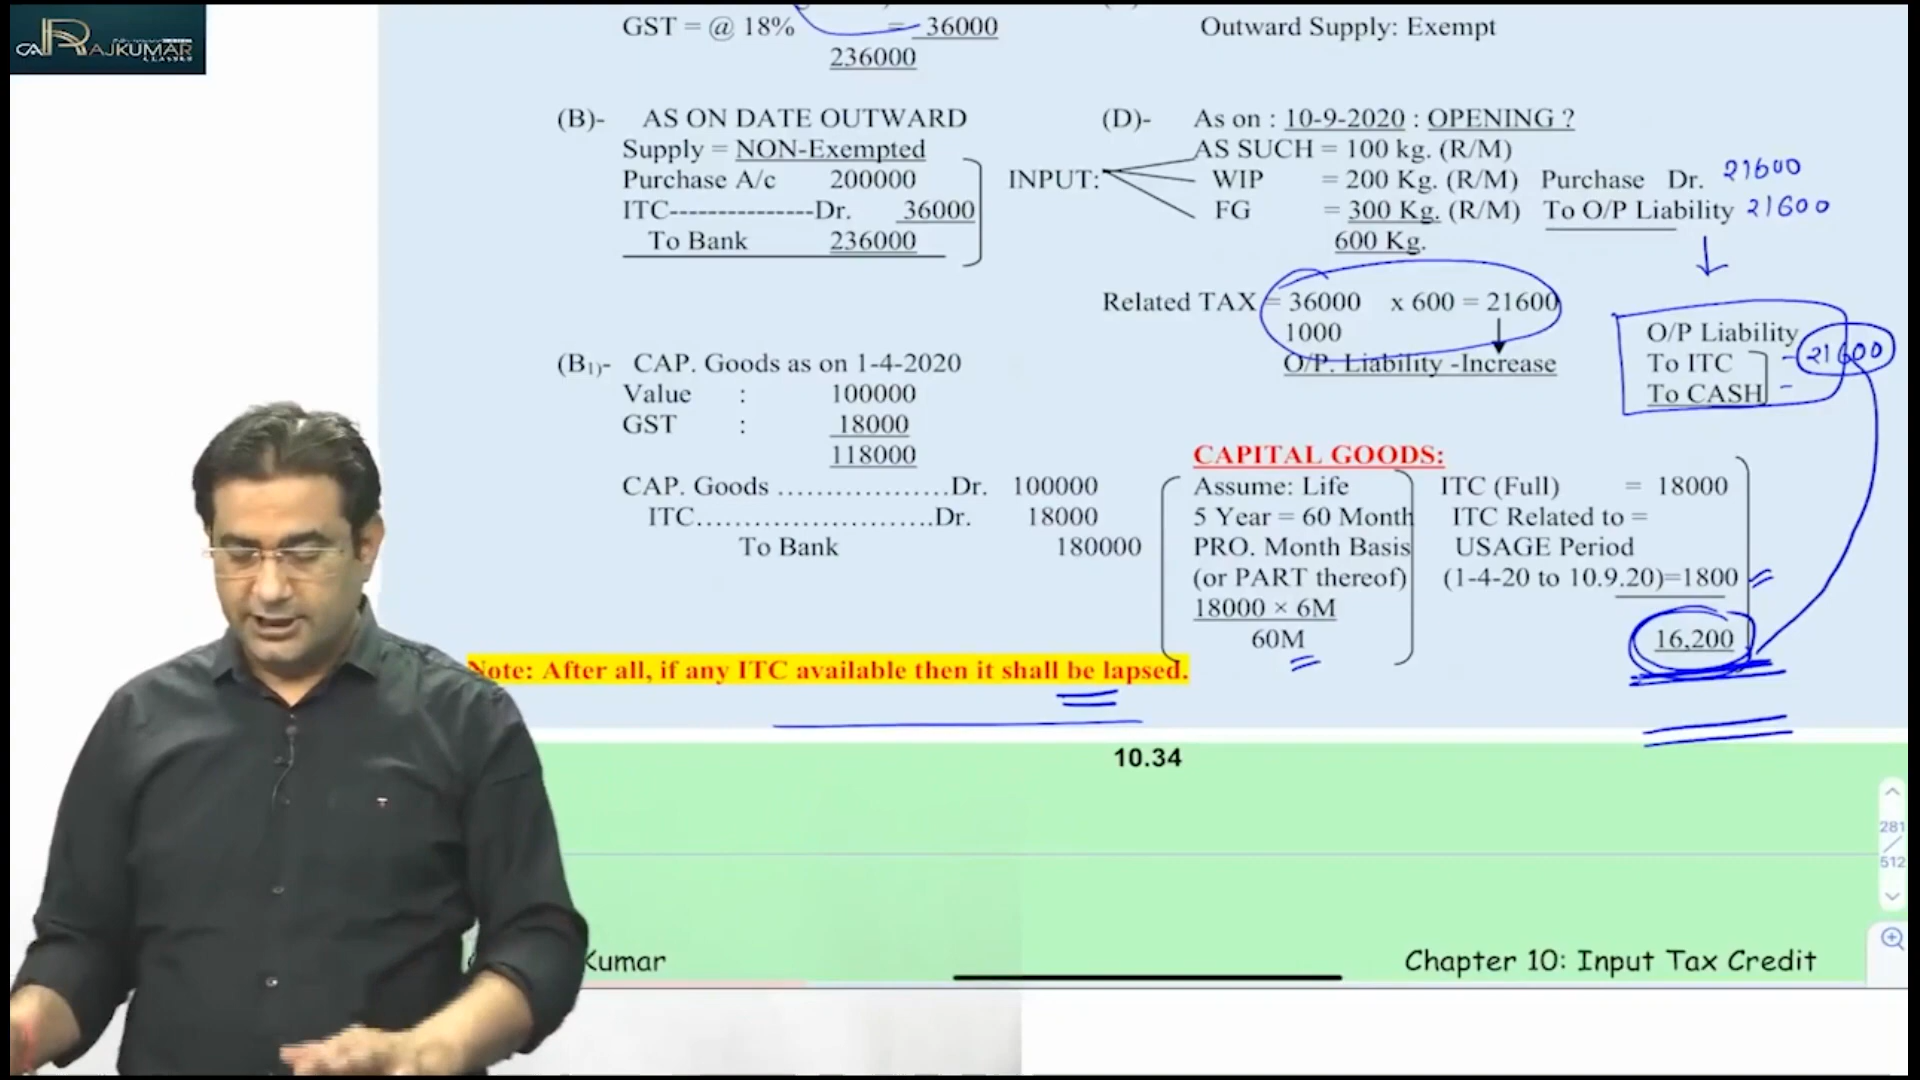 CA RAJKUMAR
CLASSES
GST = @ 18% = 36000
236000
(B)- AS ON DATE OUTWARD
Supply = NON-Exempted
Purchase A/c 200000
ITC----------------Dr. 36000
To Bank 236000
(B1)- CAP. Goods as on 1-4-2020
Value : 100000
GST : 18000
118000
CAP. Goods ..................Dr. 100000
ITC..........................Dr. 18000
To Bank 180000
Outward Supply: Exempt
(D)- As on : 10-9-2020 : OPENING ?
AS SUCH = 100 kg. (R/M)
INPUT: WIP = 200 Kg. (R/M) Purchase Dr. 21600
FG = 300 Kg. (R/M) To O/P Liability 21600
600 Kg.
Related TAX = 36000 x 600 = 21600
1000
O/P. Liability -Increase
O/P Liability
To ITC - 21600
To CASH -
CAPITAL GOODS:
Assume: Life
5 Year = 60 Month
PRO. Month Basis
(or PART thereof)
18000 × 6M
60M
ITC (Full) = 18000
ITC Related to =
USAGE Period
(1-4-20 to 10.9.20)=1800
16,200
Note: After all, if any ITC available then it shall be lapsed.
10.34
Kumar
Chapter 10: Input Tax Credit
281
/
512